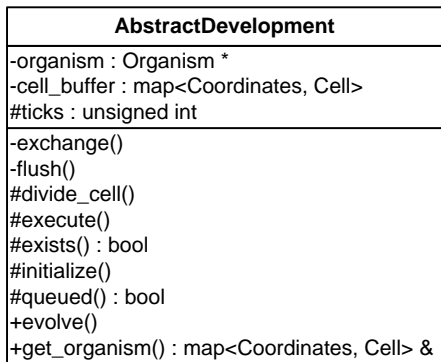 AbstractDevelopment
-organism : Organism *
-cell_buffer : map<Coordinates, Cell>
#ticks : unsigned int
-exchange()
-flush()
#divide_cell()
#execute()
#exists() : bool
#initialize()
#queued() : bool
+evolve()
+get_organism() : map<Coordinates, Cell> &